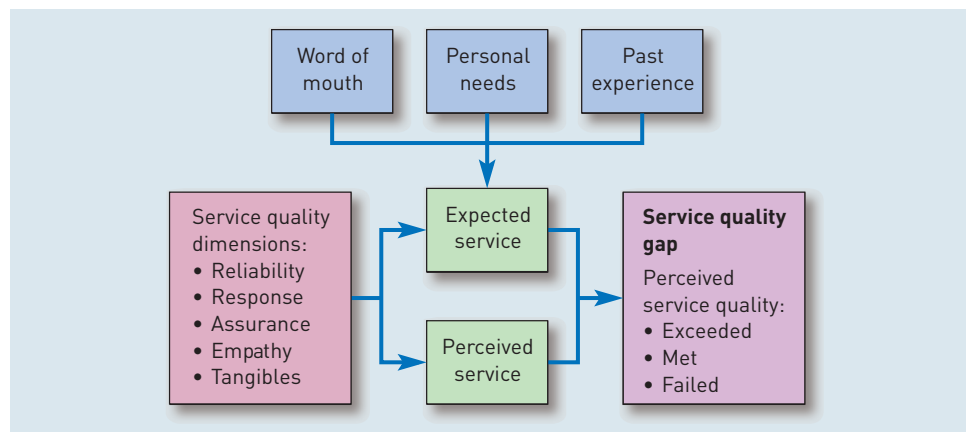 Word of
mouth
Personal
needs
Past
experience
Service quality
dimensions:
• Reliability
• Response
• Assurance
• Empathy
• Tangibles
Expected
service
Perceived
service
Service quality
gap
Perceived
service quality:
• Exceeded
• Met
• Failed